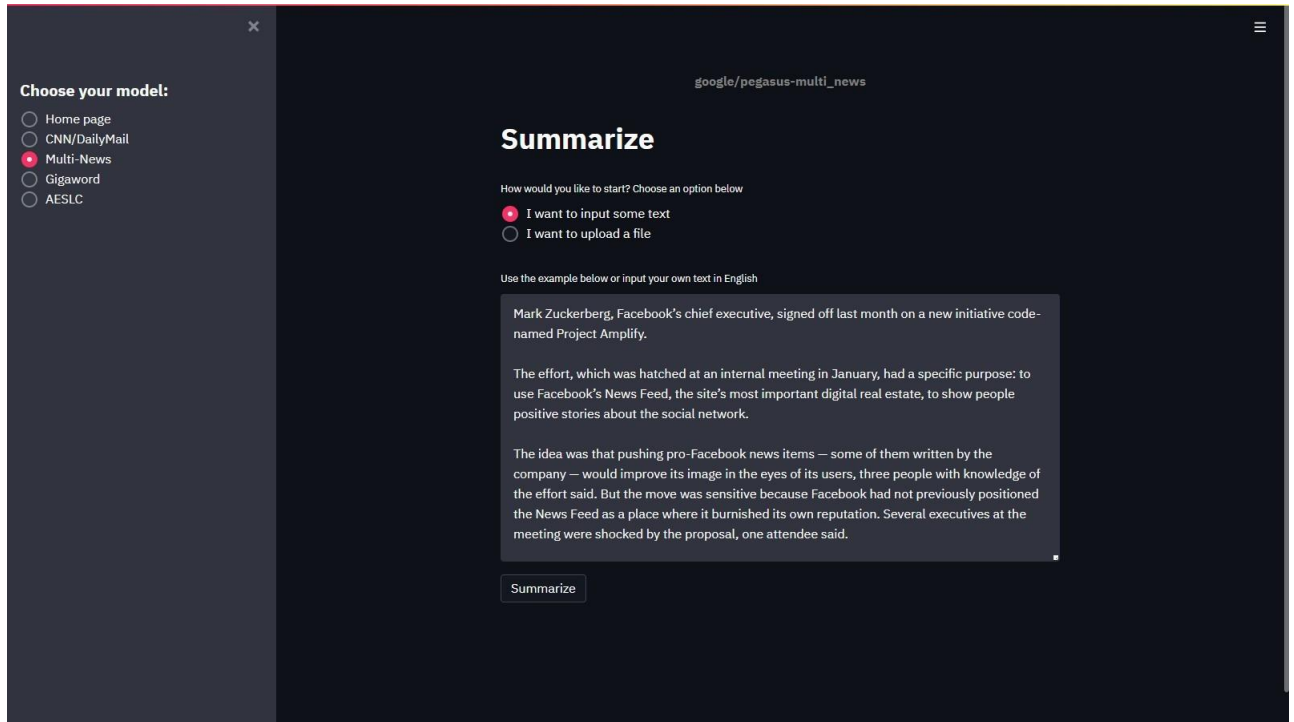 Choose your model:
Home page
CNN/DailyMail
Multi-News
Gigaword
AESLC
google/pegasus-multi_news
Summarize
How would you like to start? Choose an option below
I want to input some text
I want to upload a file
Use the example below or input your own text in English
Mark Zuckerberg, Facebook’s chief executive, signed off last month on a new initiative code-
named Project Amplify.
The effort, which was hatched at an internal meeting in January, had a specific purpose: to
use Facebook’s News Feed, the site’s most important digital real estate, to show people
positive stories about the social network.
The idea was that pushing pro-Facebook news items — some of them written by the
company — would improve its image in the eyes of its users, three people with knowledge of
the effort said. But the move was sensitive because Facebook had not previously positioned
the News Feed as a place where it burnished its own reputation. Several executives at the
meeting were shocked by the proposal, one attendee said.
Summarize